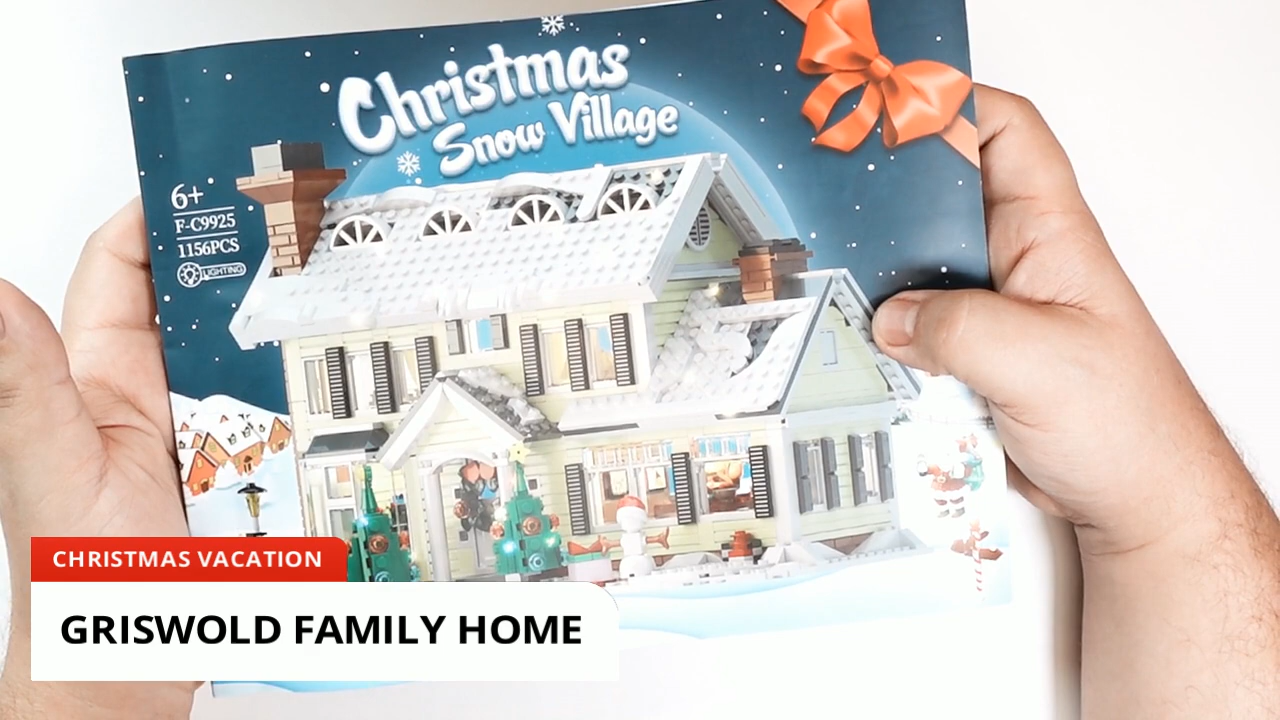 Christmas
Snow Village
6+
F-C9925
1156PCS
LIGHTING
CHRISTMAS VACATION
GRISWOLD FAMILY HOME